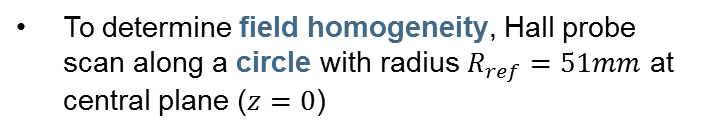 • To determine field homogeneity, Hall probe
scan along a circle with radius R_ref = 51mm at
central plane (z = 0)